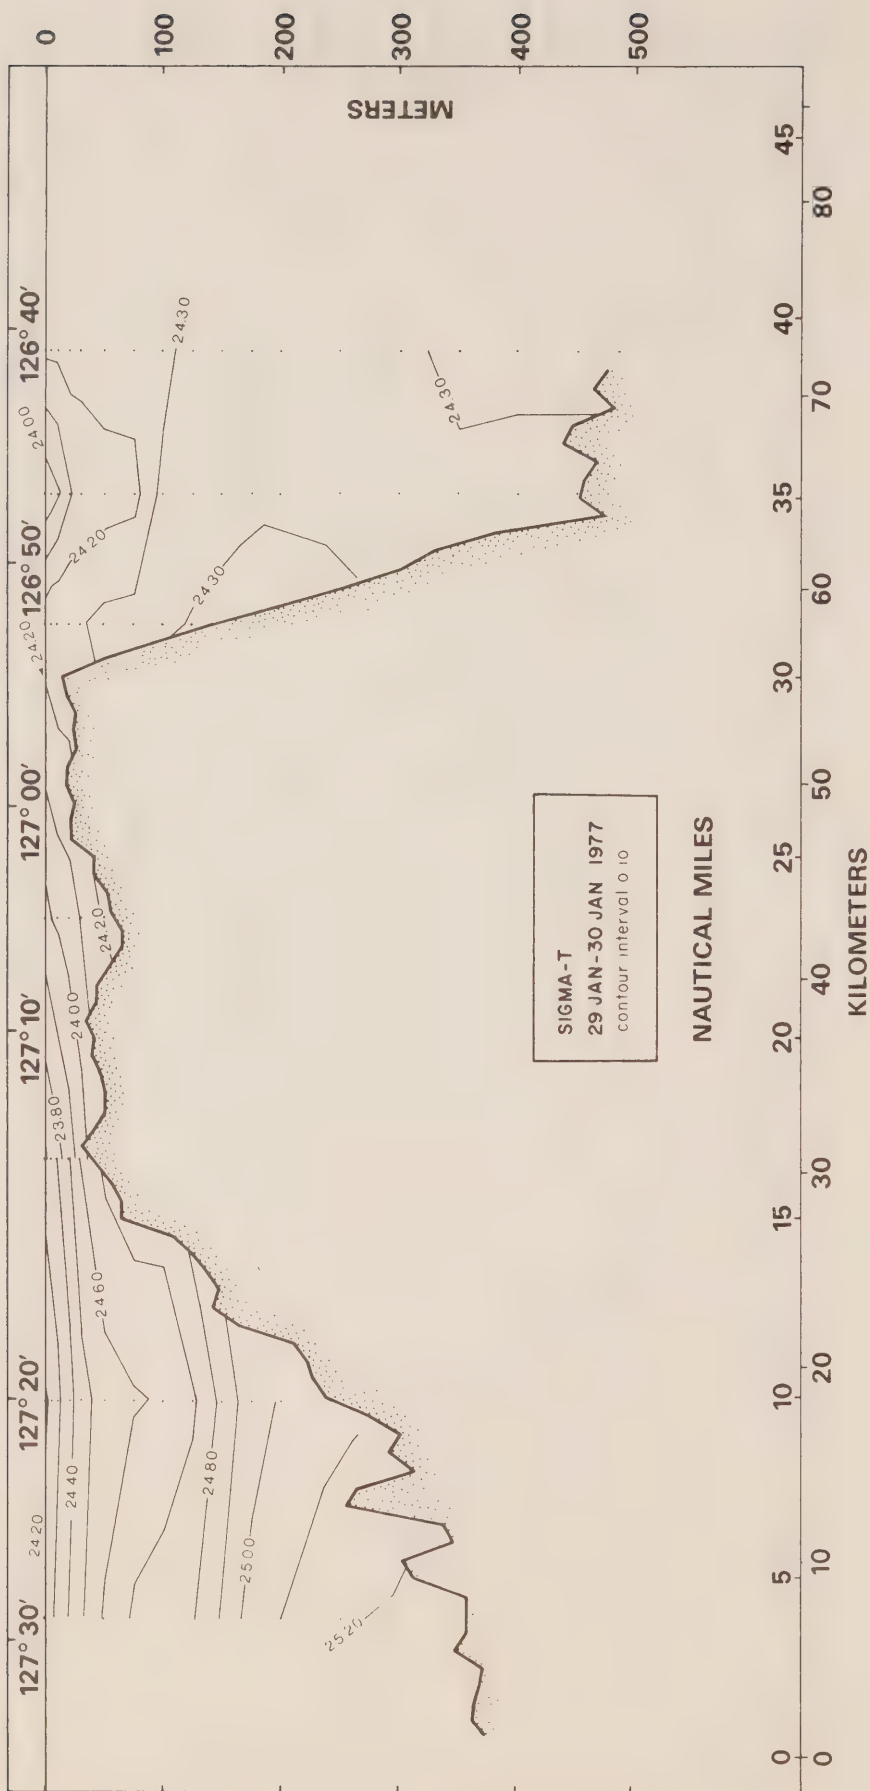 127° 30′ 127° 20′ 127° 10′ 127° 00′ 126° 50′ 126° 40′
24 20
24.20
24 00
0
100
200
300
400
500
METERS
24 40
24 60
24 80
25 00
25 20
23.80
24 00
24.20
24 20
24.30
24.30
24.30
SIGMA-T
29 JAN-30 JAN 1977
contour interval 0 10
NAUTICAL MILES
0 5 10 15 20 25 30 35 40 45
0 10 20 30 40 50 60 70 80
KILOMETERS